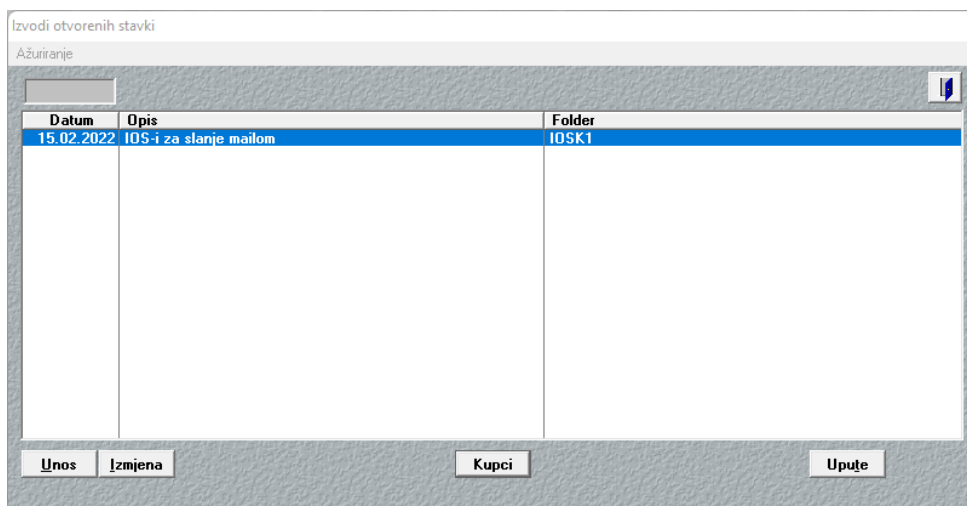 Izvodi otvorenih stavki
Ažuriranje
Datum Opis Folder
15.02.2022 IOS-i za slanje mailom IOSK1
Unos Izmjena Kupci Upute